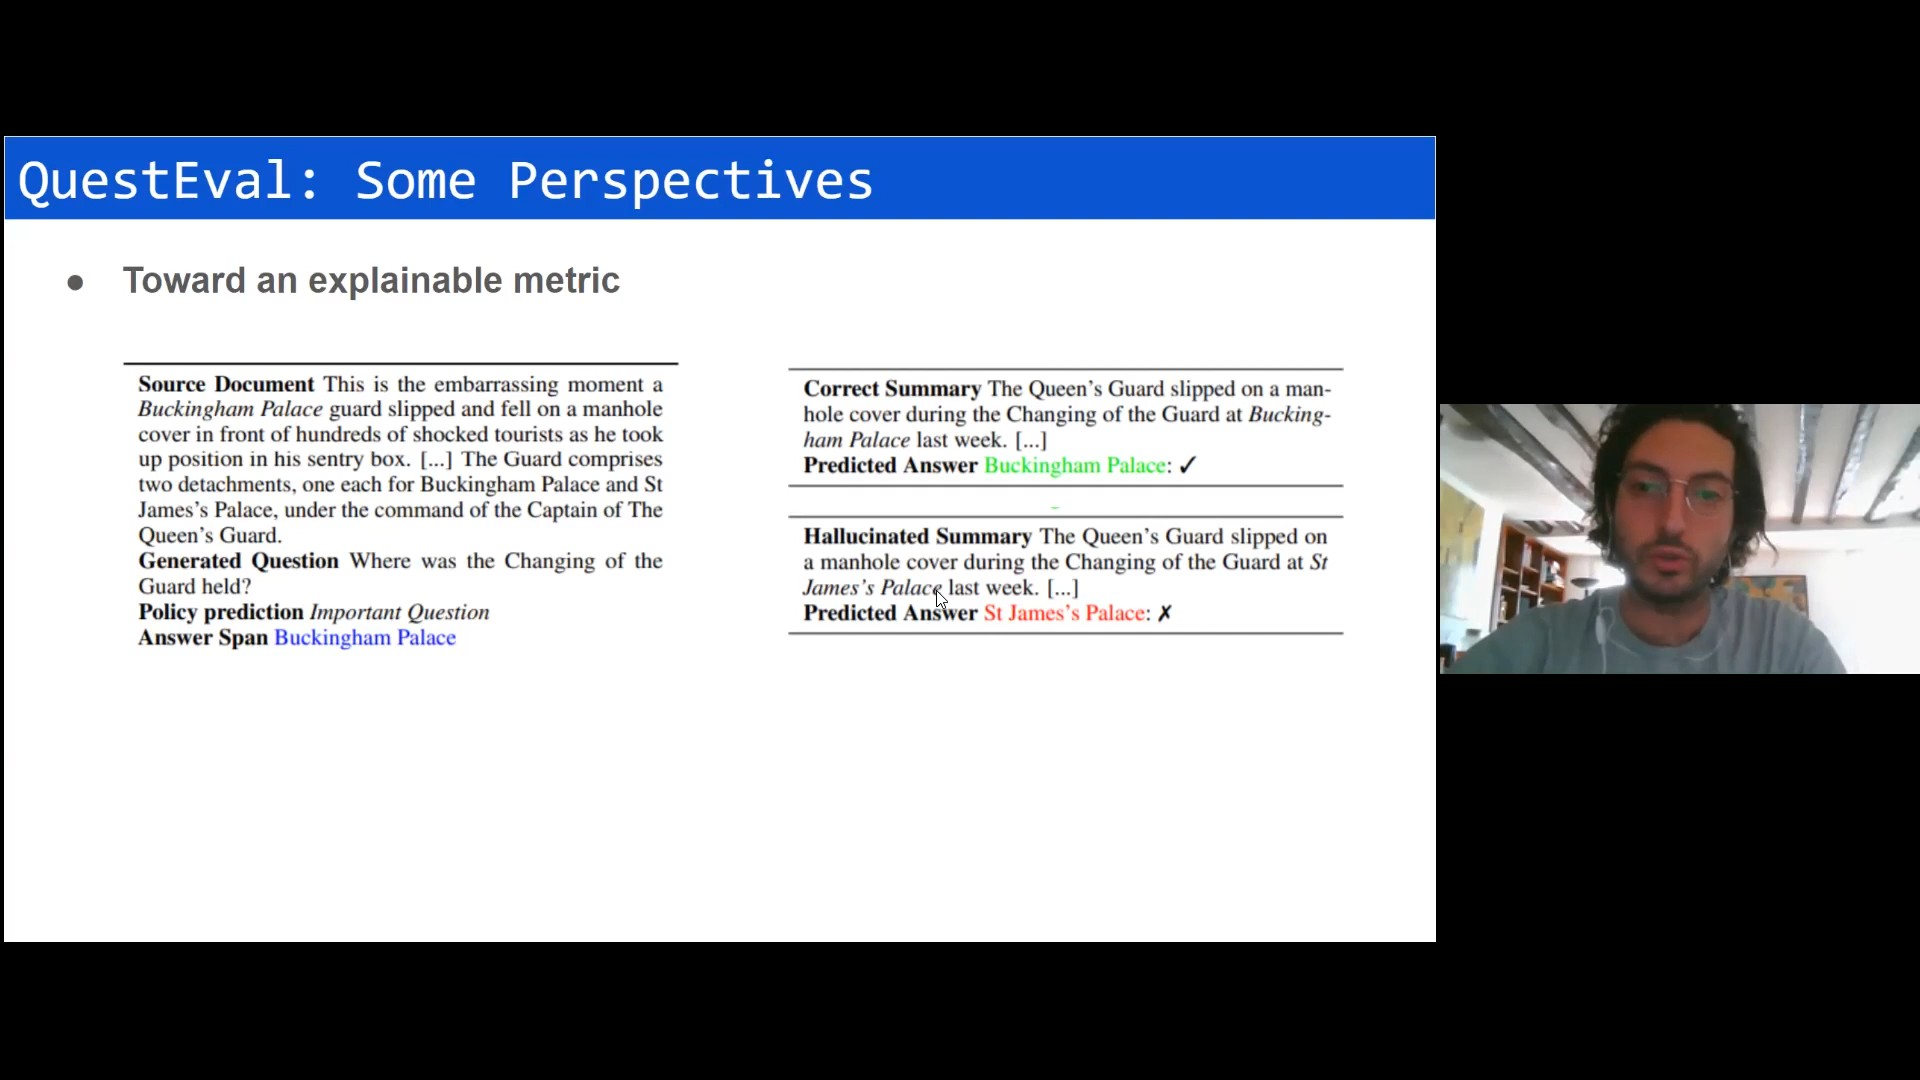 QuestEval: Some Perspectives
● Toward an explainable metric
Source Document This is the embarrassing moment a
Buckingham Palace guard slipped and fell on a manhole
cover in front of hundreds of shocked tourists as he took
up position in his sentry box. [...] The Guard comprises
two detachments, one each for Buckingham Palace and St
James’s Palace, under the command of the Captain of The
Queen’s Guard.
Generated Question Where was the Changing of the
Guard held?
Policy prediction Important Question
Answer Span Buckingham Palace
Correct Summary The Queen’s Guard slipped on a man-
hole cover during the Changing of the Guard at Bucking-
ham Palace last week. [...]
Predicted Answer Buckingham Palace: ✓
Hallucinated Summary The Queen’s Guard slipped on
a manhole cover during the Changing of the Guard at St
James’s Palace last week. [...]
Predicted Answer St James’s Palace: ✗